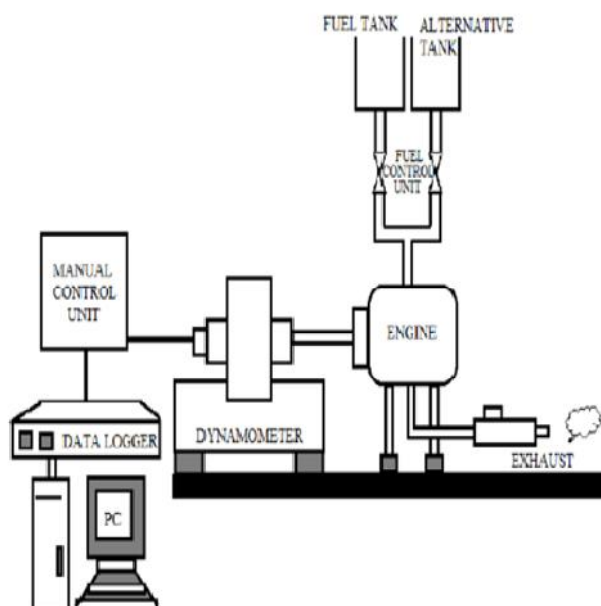 FUEL TANK
ALTERNATIVE
TANK
FUEL
CONTROL
UNIT
MANUAL
CONTROL
UNIT
ENGINE
DATA LOGGER
DYNAMOMETER
EXHAUST
PC